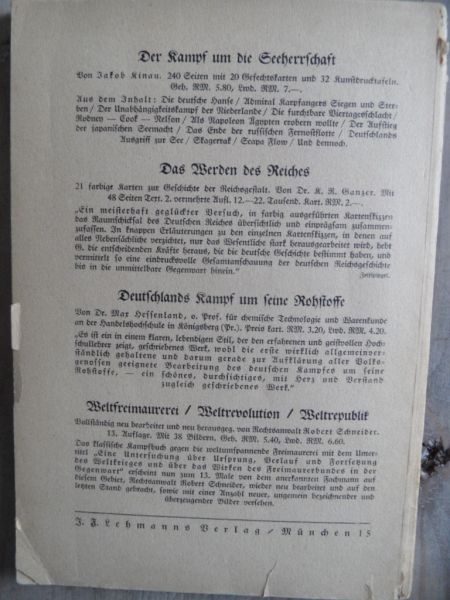 Der Kampf um die Seeherrschaft
Von Jakob Kinau. 240 Seiten mit 20 Gefechtskarten und 32 Kunstdrucktafeln.
Geh. RM. 5.80, Lwd. RM. 7.—.
Aus dem Inhalt: Die deutsche Hanse / Admiral Karpfangers Siegen und Ster-
ben / Der Unabhängigkeitskampf der Niederlande / Die furchtbare Viertageschlacht /
Rodney — Cook — Nelson / Als Napoleon Ägypten erobern wollte / Der Aufstieg
der japanischen Seemacht / Das Ende der russischen Fernostflotte / Deutschlands
Ausgriff zur See / Skagerrak / Scapa Flow / Und dennoch.
Das Werden des Reiches
21 farbige Karten zur Geschichte der Reichsgestalt. Von Dr. K. R. Ganzer. Mit
48 Seiten Text. 2. vermehrte Aufl. 12.—22. Tausend. Kart. RM. 2.—.
„Ein meisterhaft geglückter Versuch, in farbig ausgeführten Kartenskizzen
das Raumschicksal des Deutschen Reiches übersichtlich und einprägsam zusammen-
zufassen. In knappen Erläuterungen zu den einzelnen Kartenskizzen, in denen auf
alles Nebensächliche verzichtet, nur das Wesentliche stark herausgearbeitet wird, hebt
G. die entscheidenden Kräfte heraus, die die deutsche Geschichte bestimmt haben, und
vermittelt so eine eindrucksvolle Gesamtanschauung der deutschen Reichsgeschichte
bis in die unmittelbare Gegenwart hinein.“
Zeitspiegel.
Deutschlands Kampf um seine Rohstoffe
Von Dr. Max Hessenland, o. Prof. für chemische Technologie und Warenkunde
an der Handelshochschule in Königsberg (Pr.). Preis kart. RM. 3.20, Lwd. RM. 4.20.
„Es ist ein in einem klaren, lebendigen Stil, der den erfahrenen und geistvollen Hoch-
schullehrer zeigt, geschriebenes Werk, wohl die erste wirklich allgemeinver-
ständlich gehaltene und darum gerade zur Aufklärung aller Volks-
genossen geeignete Bearbeitung des deutschen Kampfes um seine
Rohstoffe, — ein schönes, durchsichtiges, mit Herz und Verstand
zugleich geschriebenes Werk.“
Weltfreimaurerei / Weltrevolution / Weltrepublik
Vollständig neu bearbeitet und neu herausgeg. von Rechtsanwalt Robert Schneider.
13. Auflage. Mit 38 Bildern. Geh. RM. 5.40, Lwd. RM. 6.60.
Das klassische Kampfbuch gegen die weltumspannende Freimaurerei mit dem Unter-
titel „Eine Untersuchung über Ursprung, Verlauf und Fortsetzung
des Weltkrieges und über das Wirken des Freimaurerbundes in der
Gegenwart“ erscheint nun zum 13. Male von dem anerkannten Fachmann auf
diesem Gebiet, Rechtsanwalt Robert Schneider, wieder neu bearbeitet und auf den
letzten Stand gebracht, sowie mit einer Anzahl neuer, ungemein bezeichnender und
überzeugender Bilder versehen.
J. F. Lehmanns Verlag / München 15